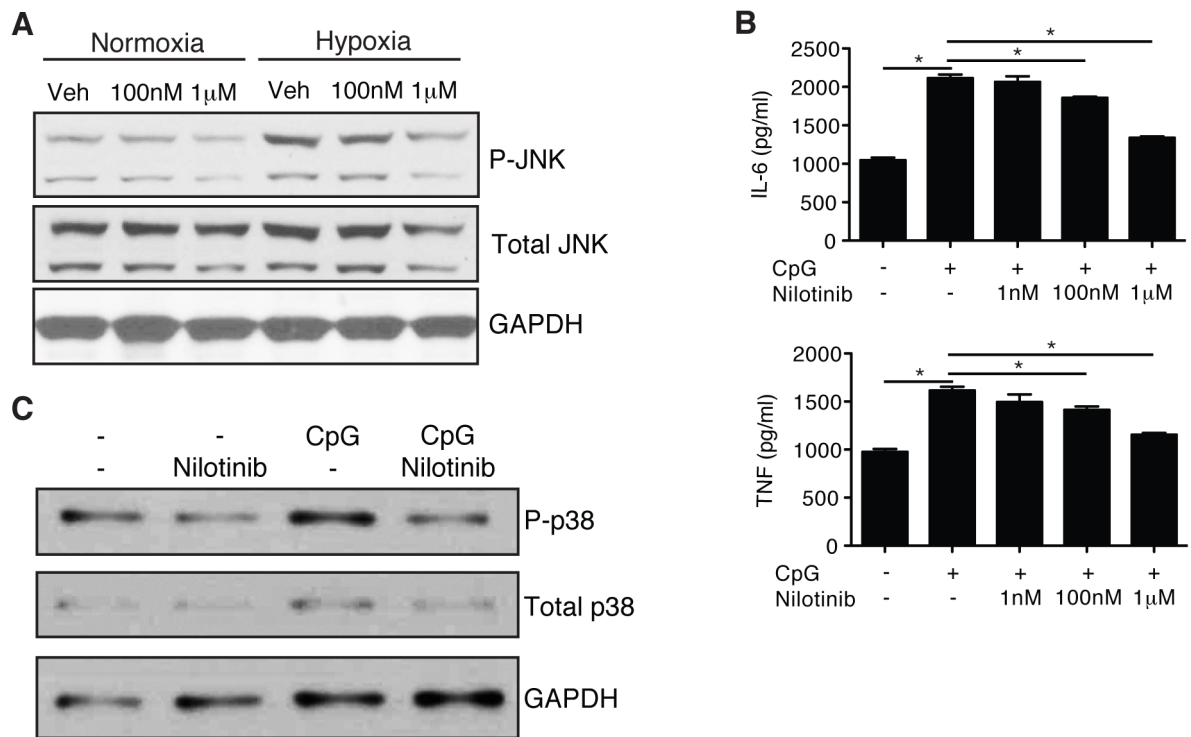 A
Normoxia Hypoxia
Veh 100nM 1μM Veh 100nM 1μM
P-JNK
Total JNK
GAPDH
B
* * *
IL-6 (pg/ml)
2500
2000
1500
1000
500
0
CpG - + + + +
Nilotinib - - 1nM 100nM 1μM
* * *
TNF (pg/ml)
2000
1500
1000
500
0
CpG - + + + +
Nilotinib - - 1nM 100nM 1μM
C
- - CpG CpG
- Nilotinib - Nilotinib
P-p38
Total p38
GAPDH